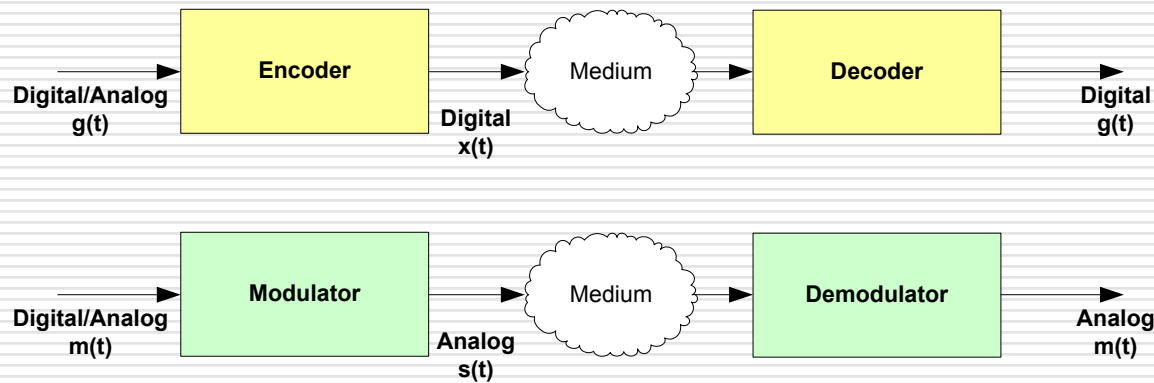 Encoder
Medium
Decoder
Digital/Analog
g(t)
Digital
x(t)
Digital
g(t)
Modulator
Medium
Demodulator
Digital/Analog
m(t)
Analog
s(t)
Analog
m(t)